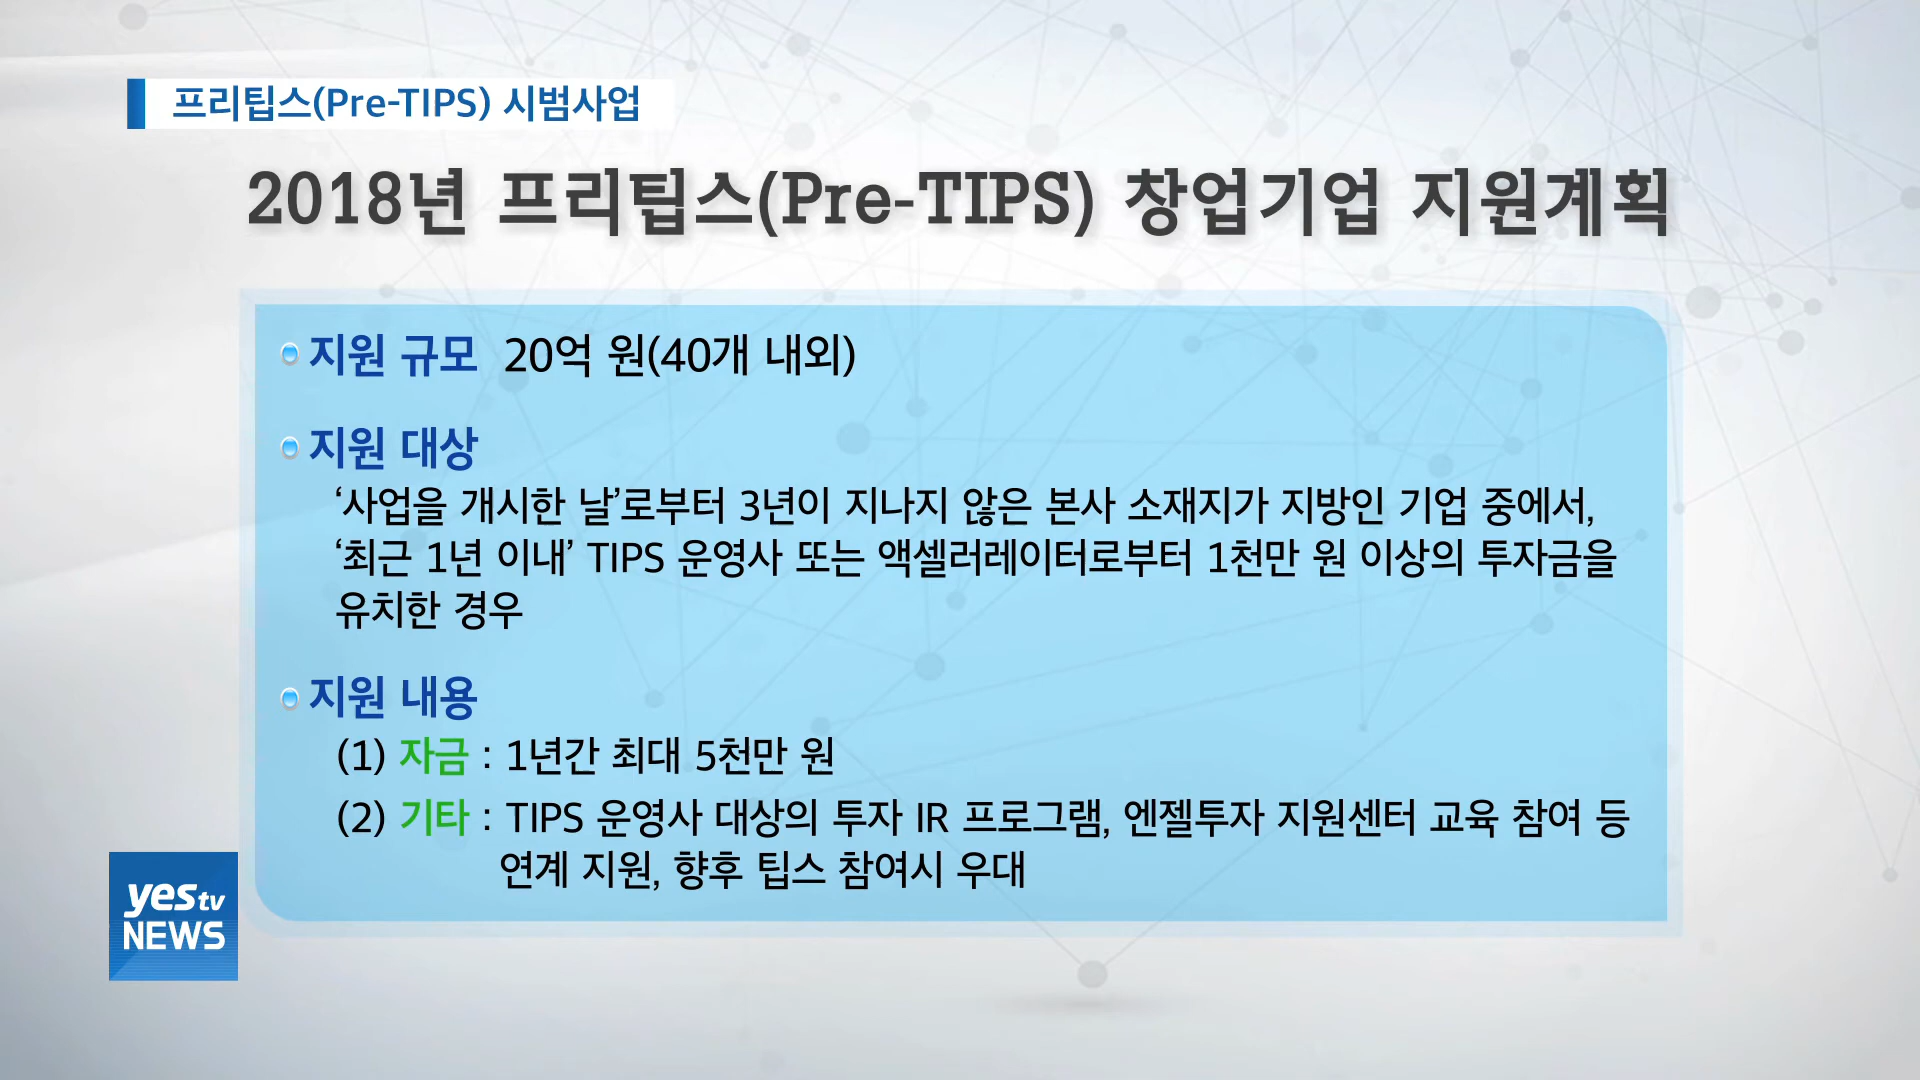 프리팁스(Pre-TIPS) 시범사업
2018년 프리팁스(Pre-TIPS) 창업기업 지원계획
지원 규모 20억 원(40개 내외)
지원 대상
‘사업을 개시한 날’로부터 3년이 지나지 않은 본사 소재지가 지방인 기업 중에서,
‘최근 1년 이내’ TIPS 운영사 또는 액셀러레이터로부터 1천만 원 이상의 투자금을
유치한 경우
지원 내용
(1) 자금 : 1년간 최대 5천만 원
(2) 기타 : TIPS 운영사 대상의 투자 IR 프로그램, 엔젤투자 지원센터 교육 참여 등
연계 지원, 향후 팁스 참여시 우대
yes tv
NEWS